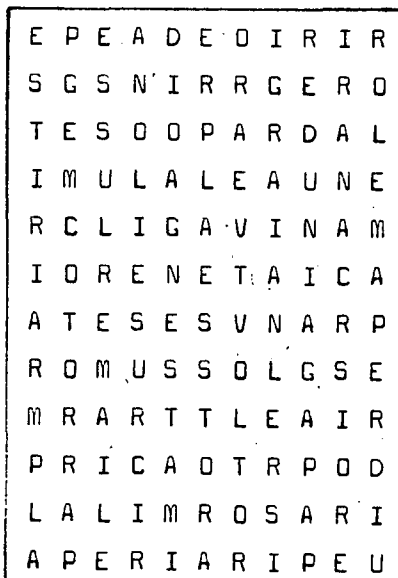 E P E A D E O I R I R
S G S N I R R G E R O
T E S O O P A R D A L
I M U L A L E A U N E
R C L I G A V I N A M
I O R E N E T A I C A
A T E S E S V N A R P
R O M U S S O L G S E
M R A R T T L E A I R
P R I C A O T R P O D
L A L I M R O S A R I
A P E R I A R I P E U